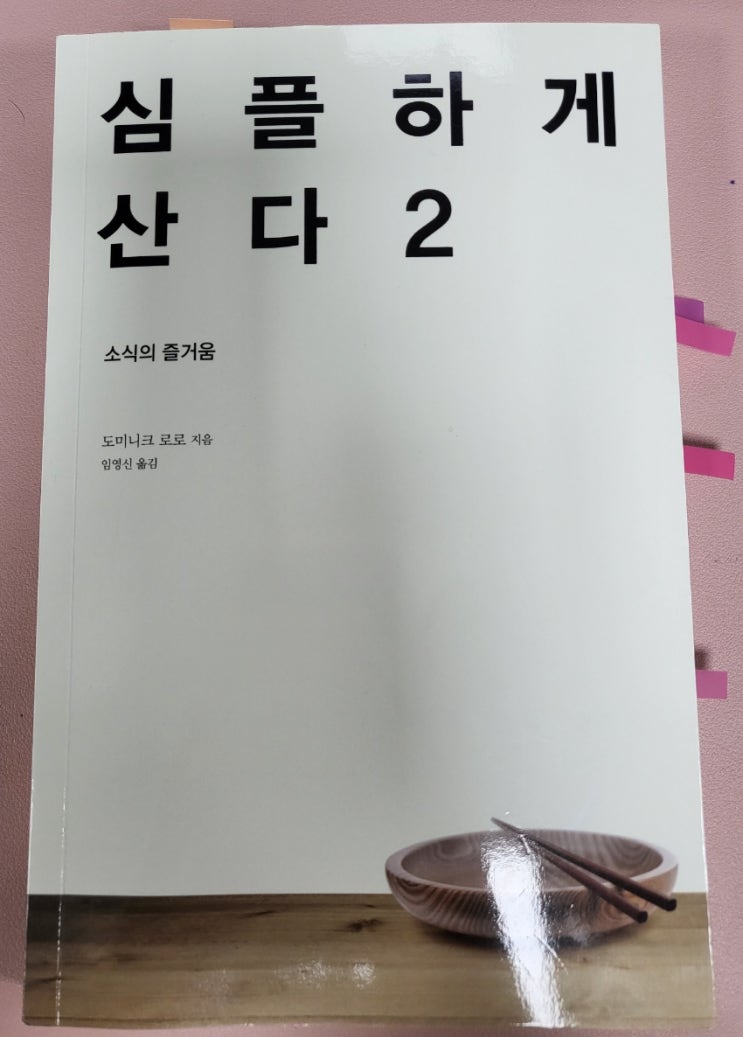 심플하게
산다2
소식의 즐거움
도미니크 로로 지음
임영신 옮김